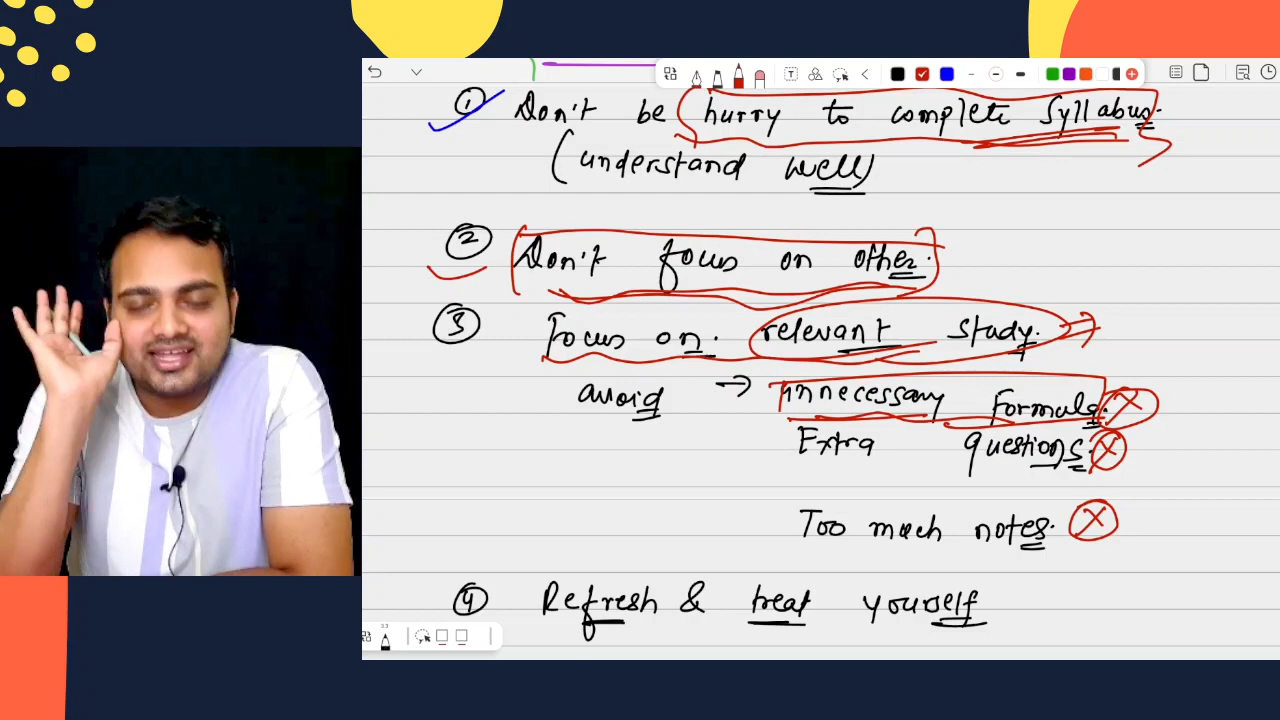 ① Don't be hurry to complete syllabus.
(understand well)
② Don't focus on other.
③ Focus on. relevant study.
avoid → unnecessary Formula. X
Extra questions. X
Too much notes. X
④ Refresh & treat yourself